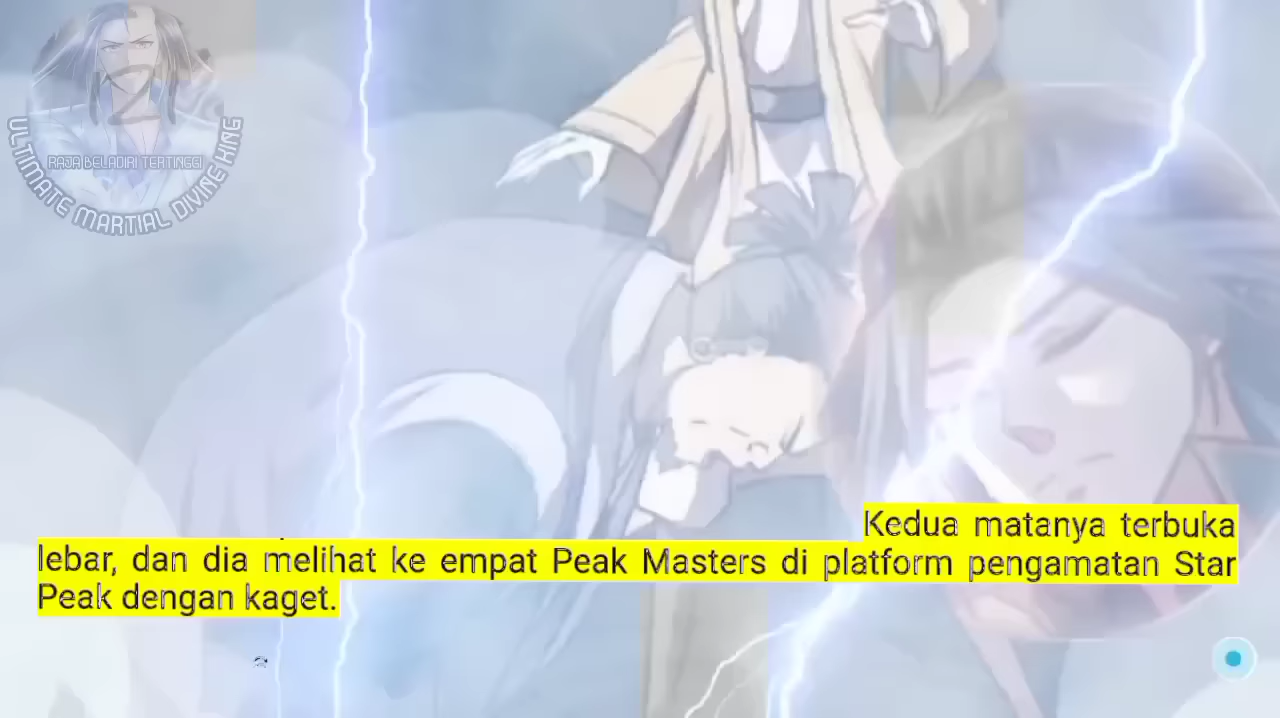 RAJA BELADIRI TERTINGGI
ULTIMATE MARTIAL DIVINE KING
Kedua matanya terbuka
lebar, dan dia melihat ke empat Peak Masters di platform pengamatan Star
Peak dengan kaget.